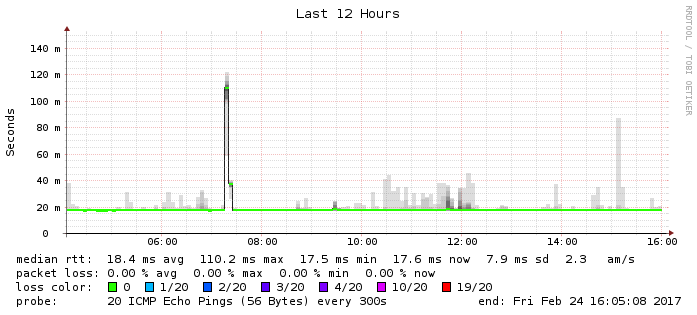 Last 12 Hours
RRDTOOL / TOBI OETIKER
Seconds
140 m
120 m
100 m
80 m
60 m
40 m
20 m
0
06:00 08:00 10:00 12:00 14:00 16:00
median rtt: 18.4 ms avg 110.2 ms max 17.5 ms min 17.6 ms now 7.9 ms sd 2.3 am/s
packet loss: 0.00 % avg 0.00 % max 0.00 % min 0.00 % now
loss color: 0 1/20 2/20 3/20 4/20 10/20 19/20
probe: 20 ICMP Echo Pings (56 Bytes) every 300s end: Fri Feb 24 16:05:08 2017